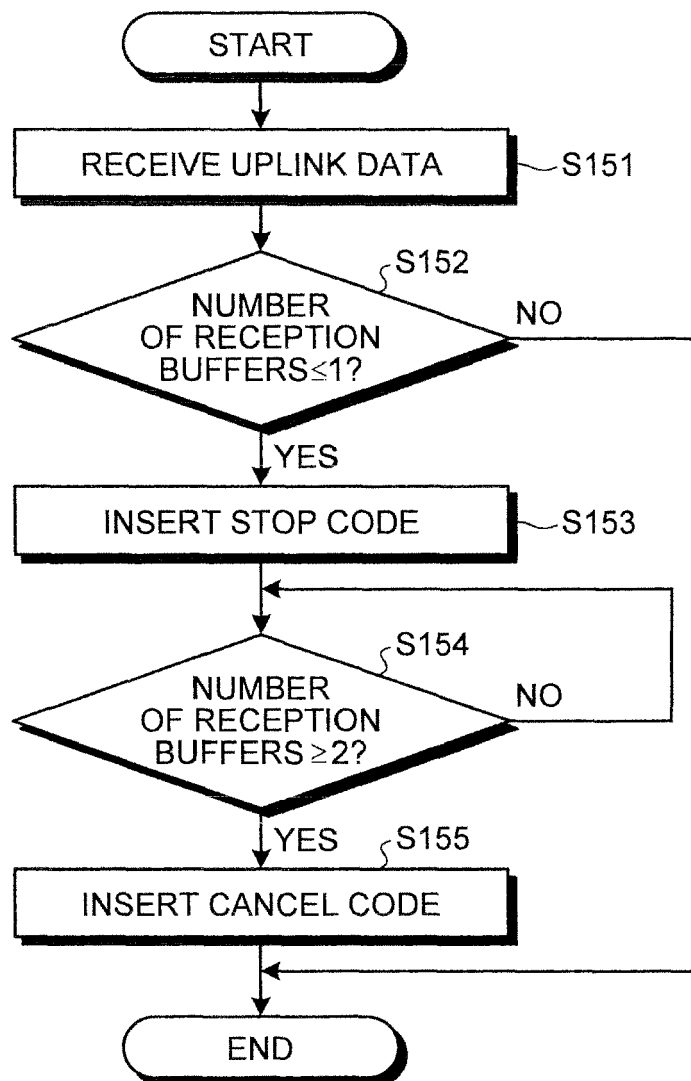 START
RECEIVE UPLINK DATA
S151
S152
NUMBER
OF RECEPTION
BUFFERS≤1?
NO
YES
INSERT STOP CODE
S153
S154
NUMBER
OF RECEPTION
BUFFERS≥2?
NO
YES
S155
INSERT CANCEL CODE
END